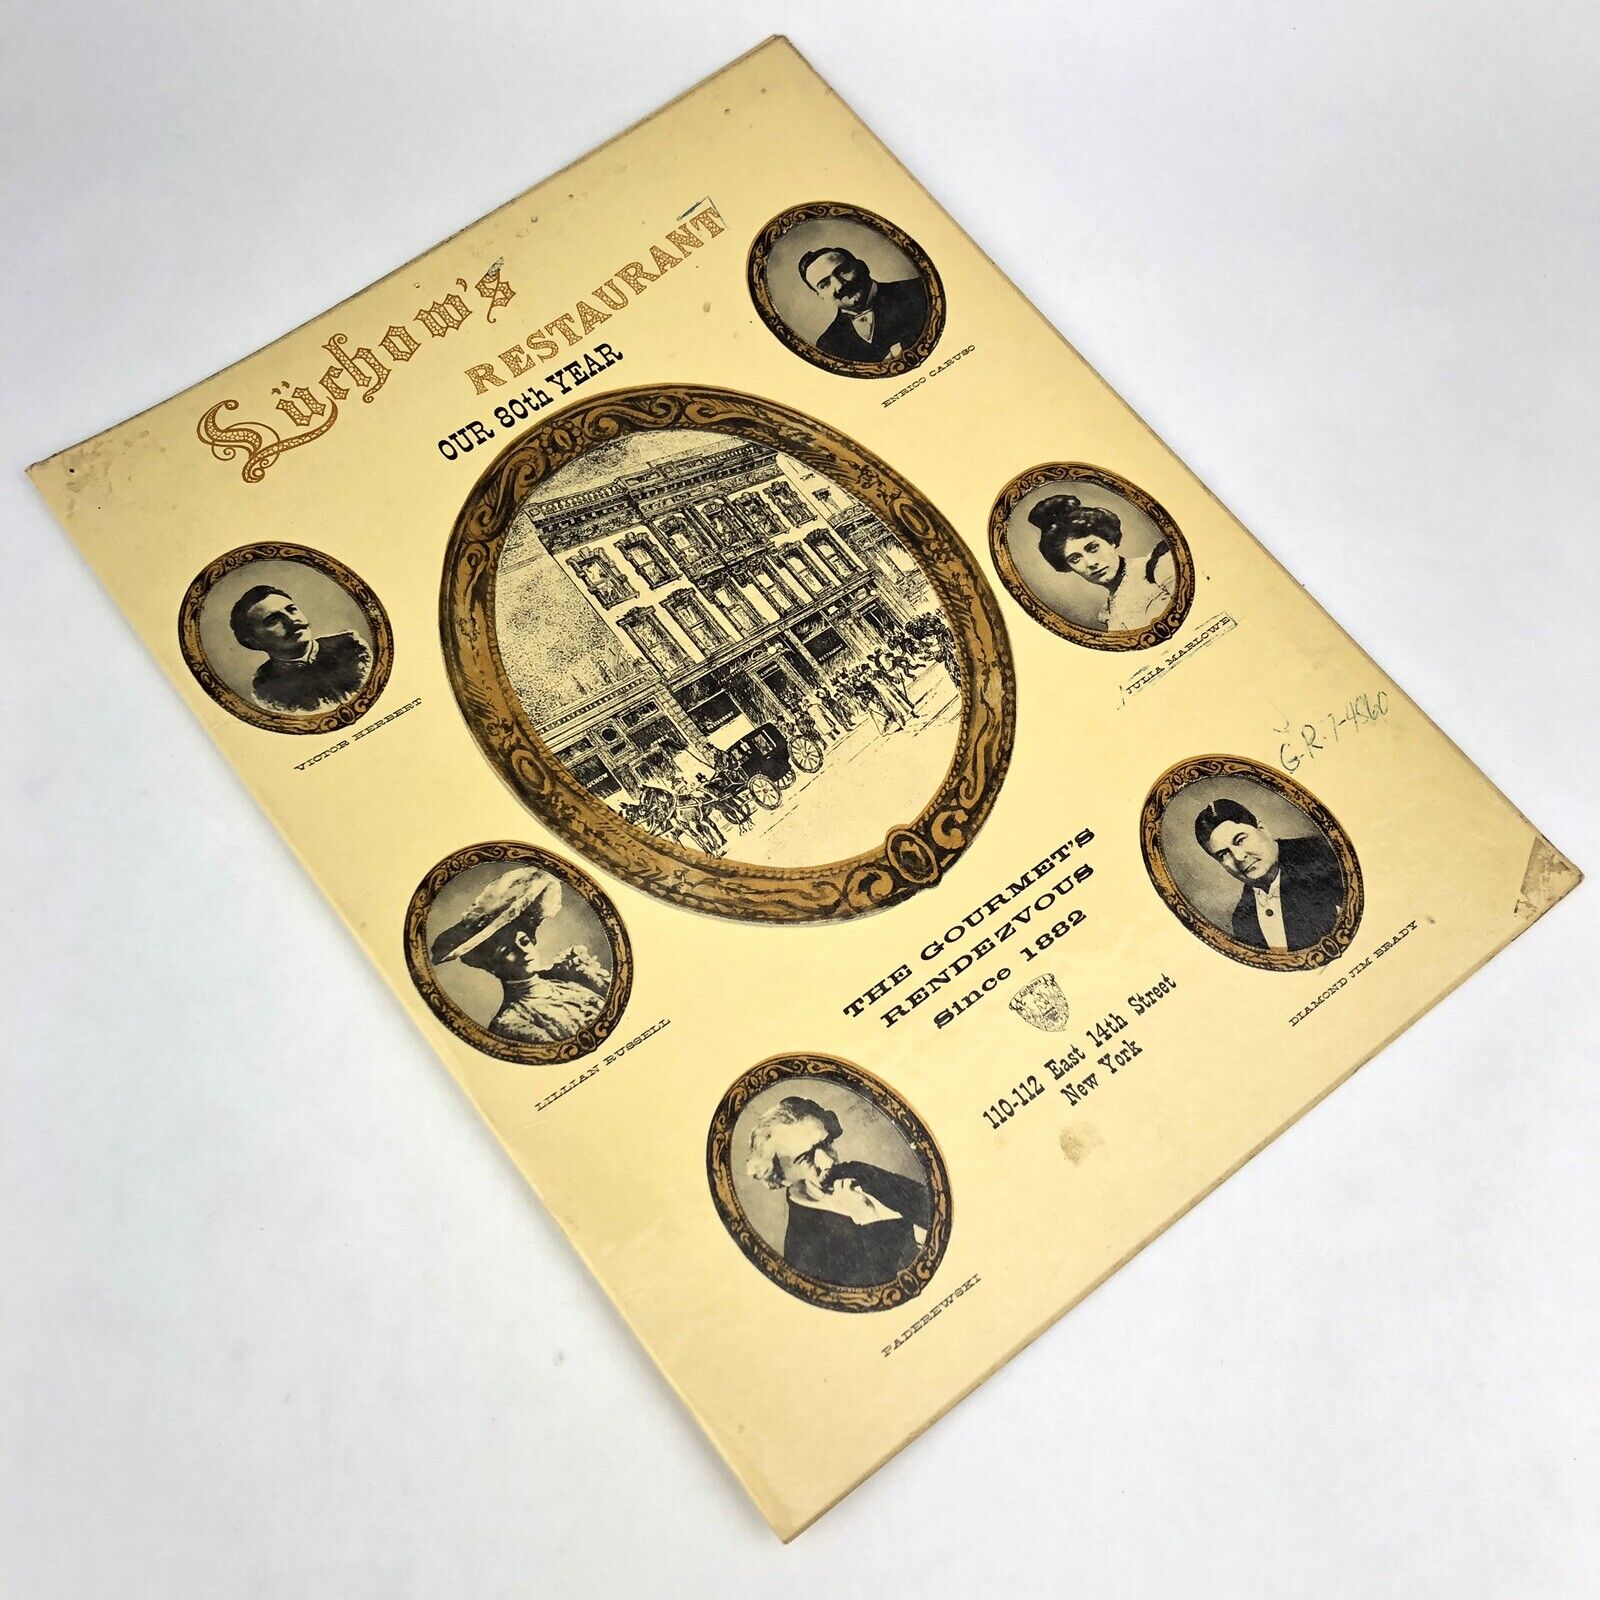 Lüchow's
RESTAURANT
OUR 80th YEAR
ENRICO CARUSO
VICTOR HERBERT
JULIA MARLOWE
G.R. 7-4860
LILLIAN RUSSELL
THE GOURMET'S
RENDEZVOUS
Since 1882
110-112 East 14th Street
New York
DIAMOND JIM BRADY
PADEREWSKI